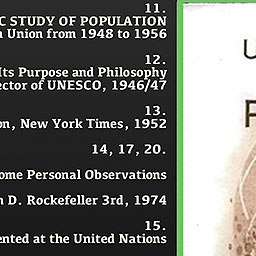 11.
C STUDY OF POPULATION
Union from 1948 to 1956
12.
Its Purpose and Philosophy
ector of UNESCO, 1946/47
13.
on, New York Times, 1952
14, 17, 20.
ome Personal Observations
D. Rockefeller 3rd, 1974
15.
ented at the United Nations